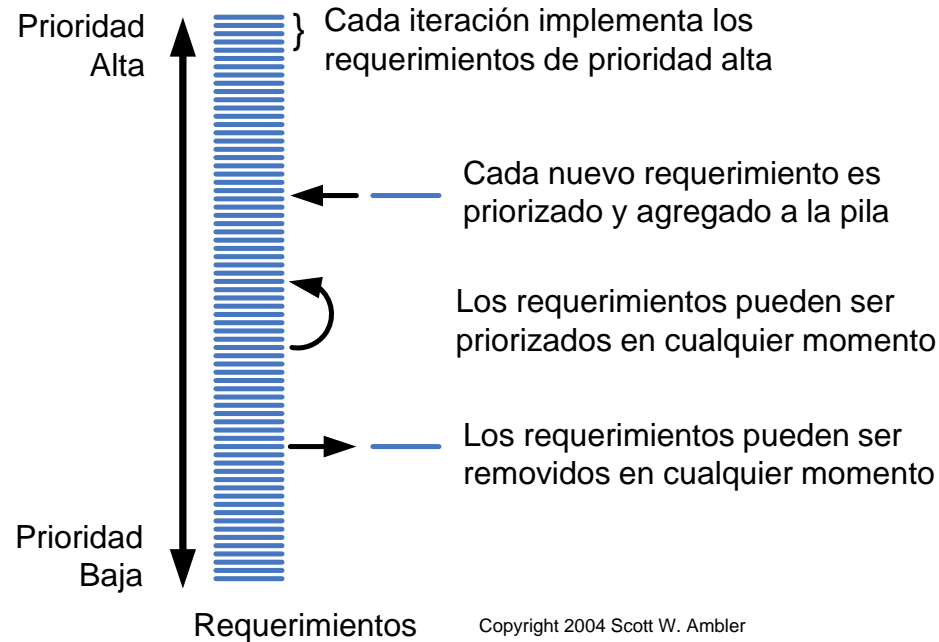 Prioridad
Alta
} Cada iteración implementa los
requerimientos de prioridad alta
Cada nuevo requerimiento es
priorizado y agregado a la pila
Los requerimientos pueden ser
priorizados en cualquier momento
Los requerimientos pueden ser
removidos en cualquier momento
Prioridad
Baja
Requerimientos
Copyright 2004 Scott W. Ambler